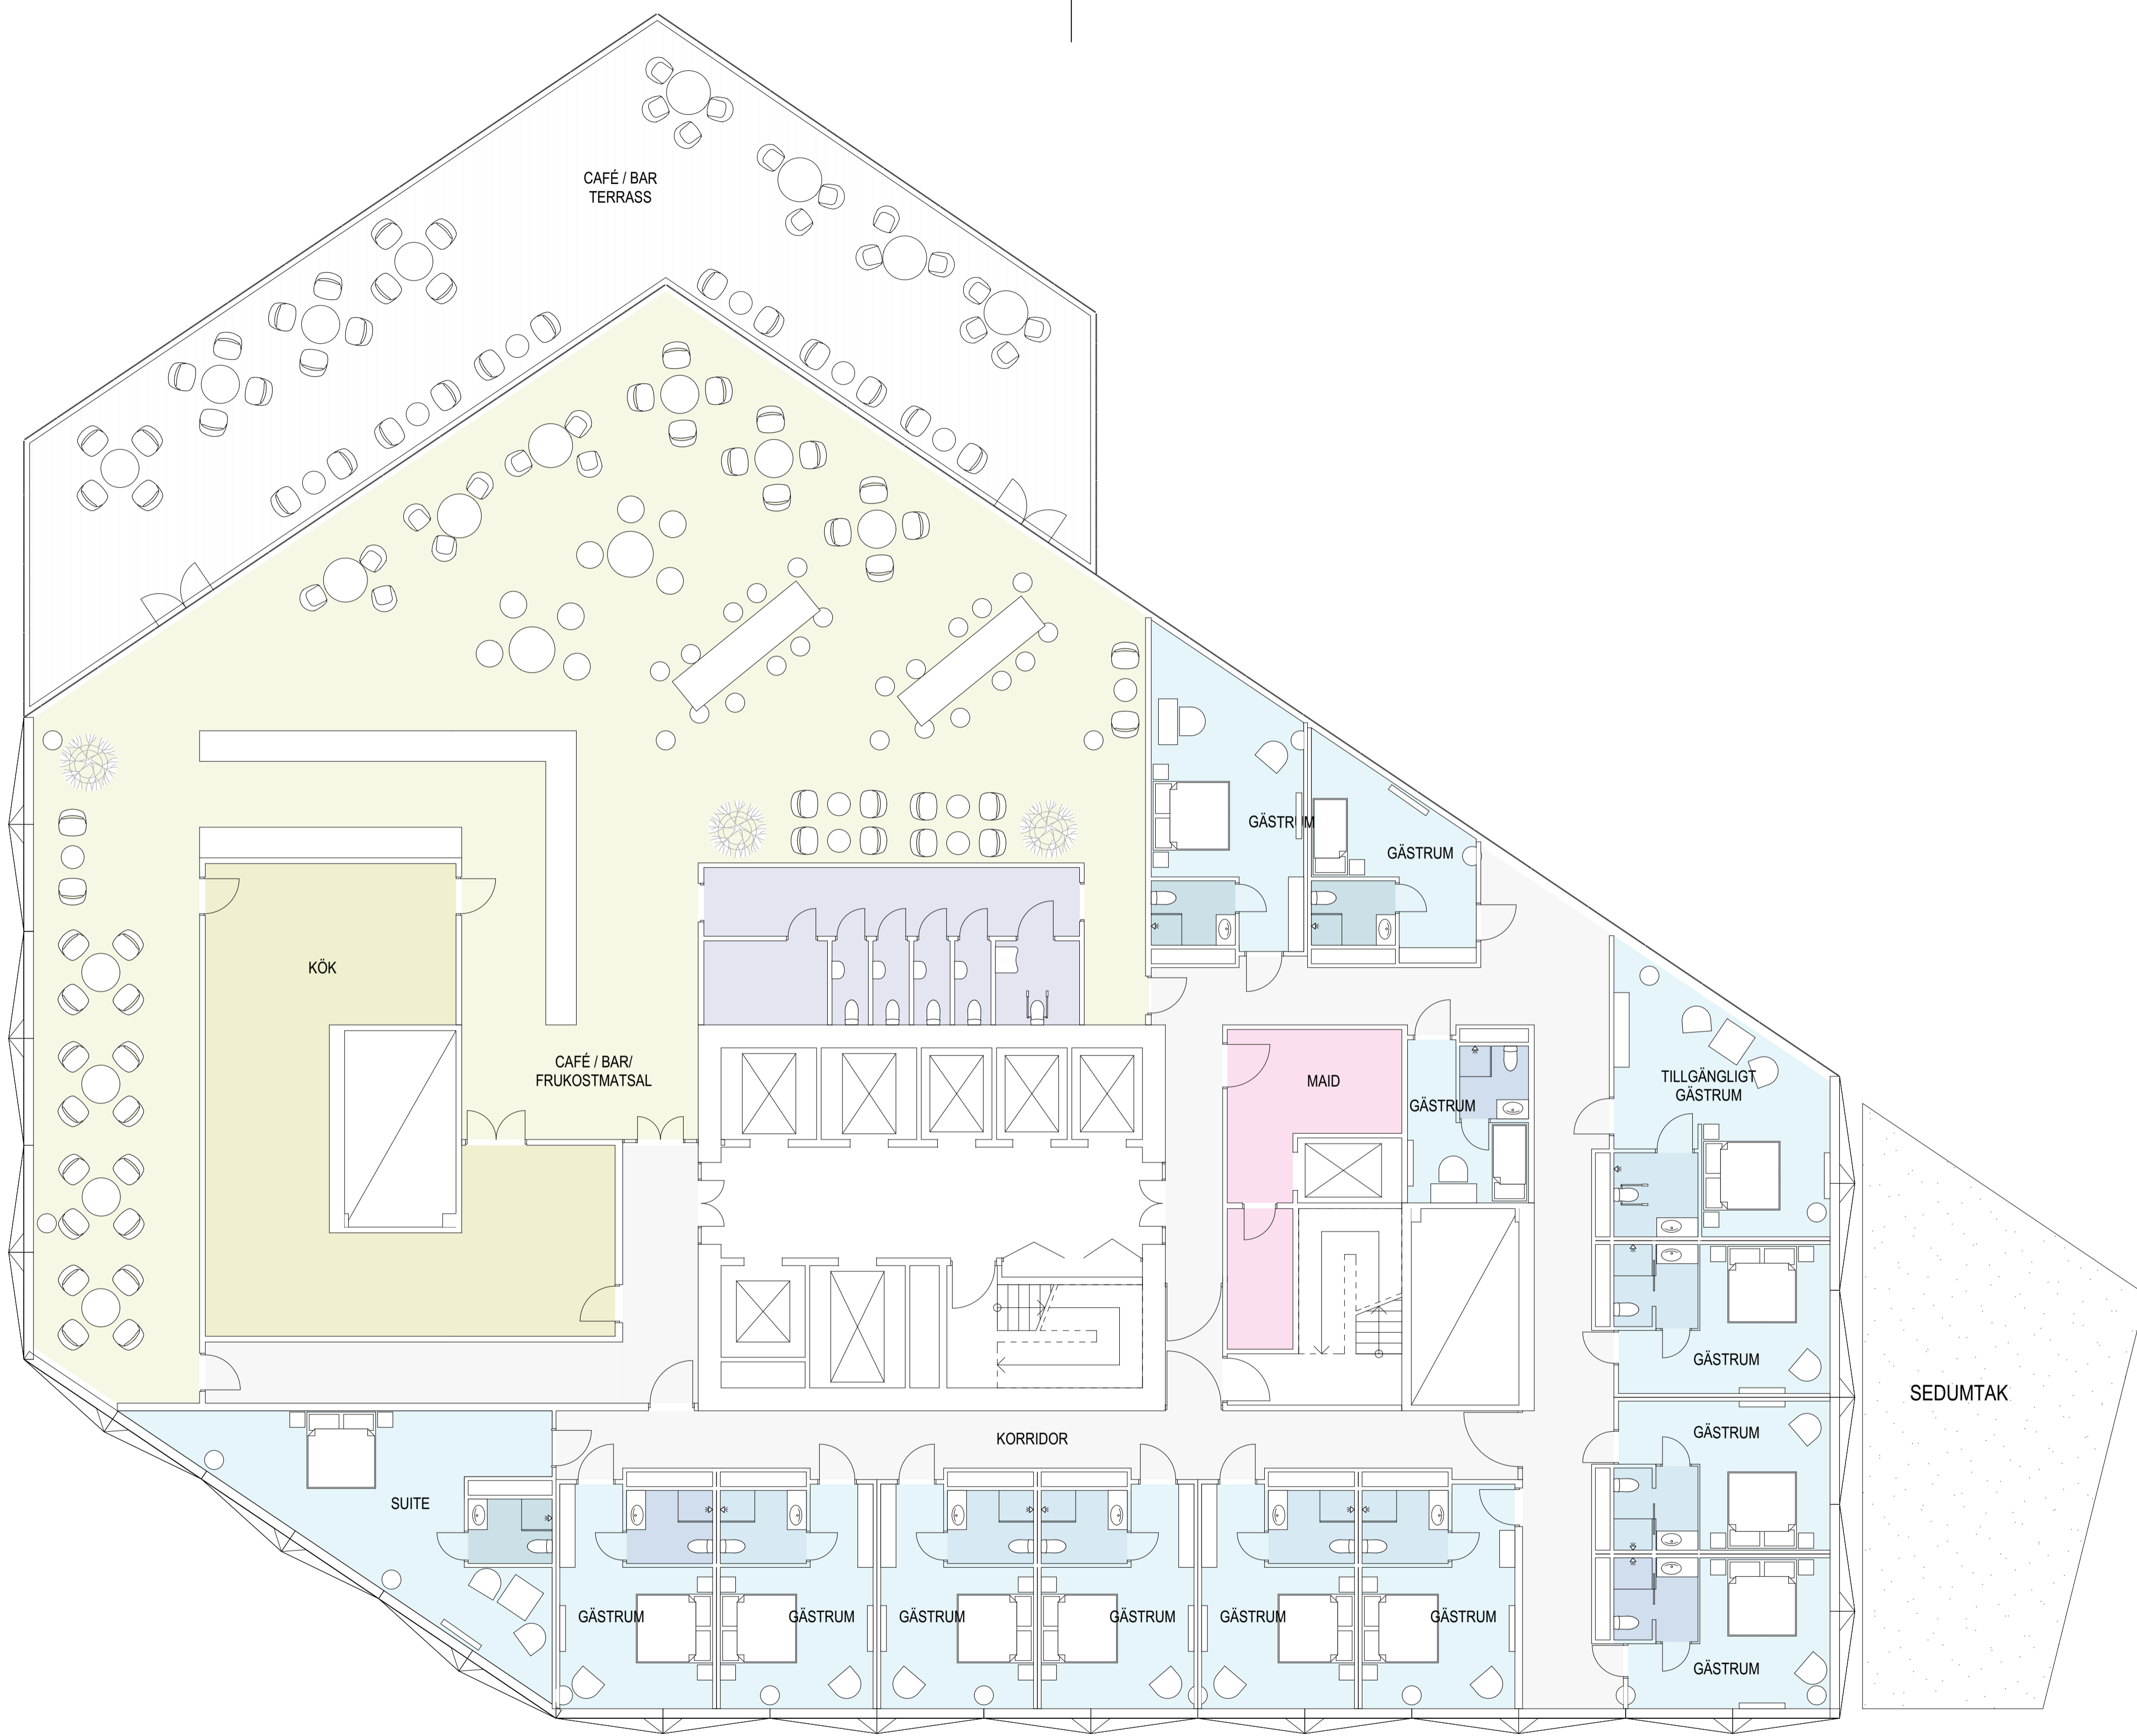 CAFÉ / BAR
TERRASS
GÄSTRUM
GÄSTRUM
KÖK
CAFÉ / BAR/
FRUKOSTMATSAL
MAID
GÄSTRUM
TILLGÄNGLIGT
GÄSTRUM
GÄSTRUM
SEDUMTAK
GÄSTRUM
KORRIDOR
SUITE
GÄSTRUM
GÄSTRUM
GÄSTRUM
GÄSTRUM
GÄSTRUM
GÄSTRUM
GÄSTRUM